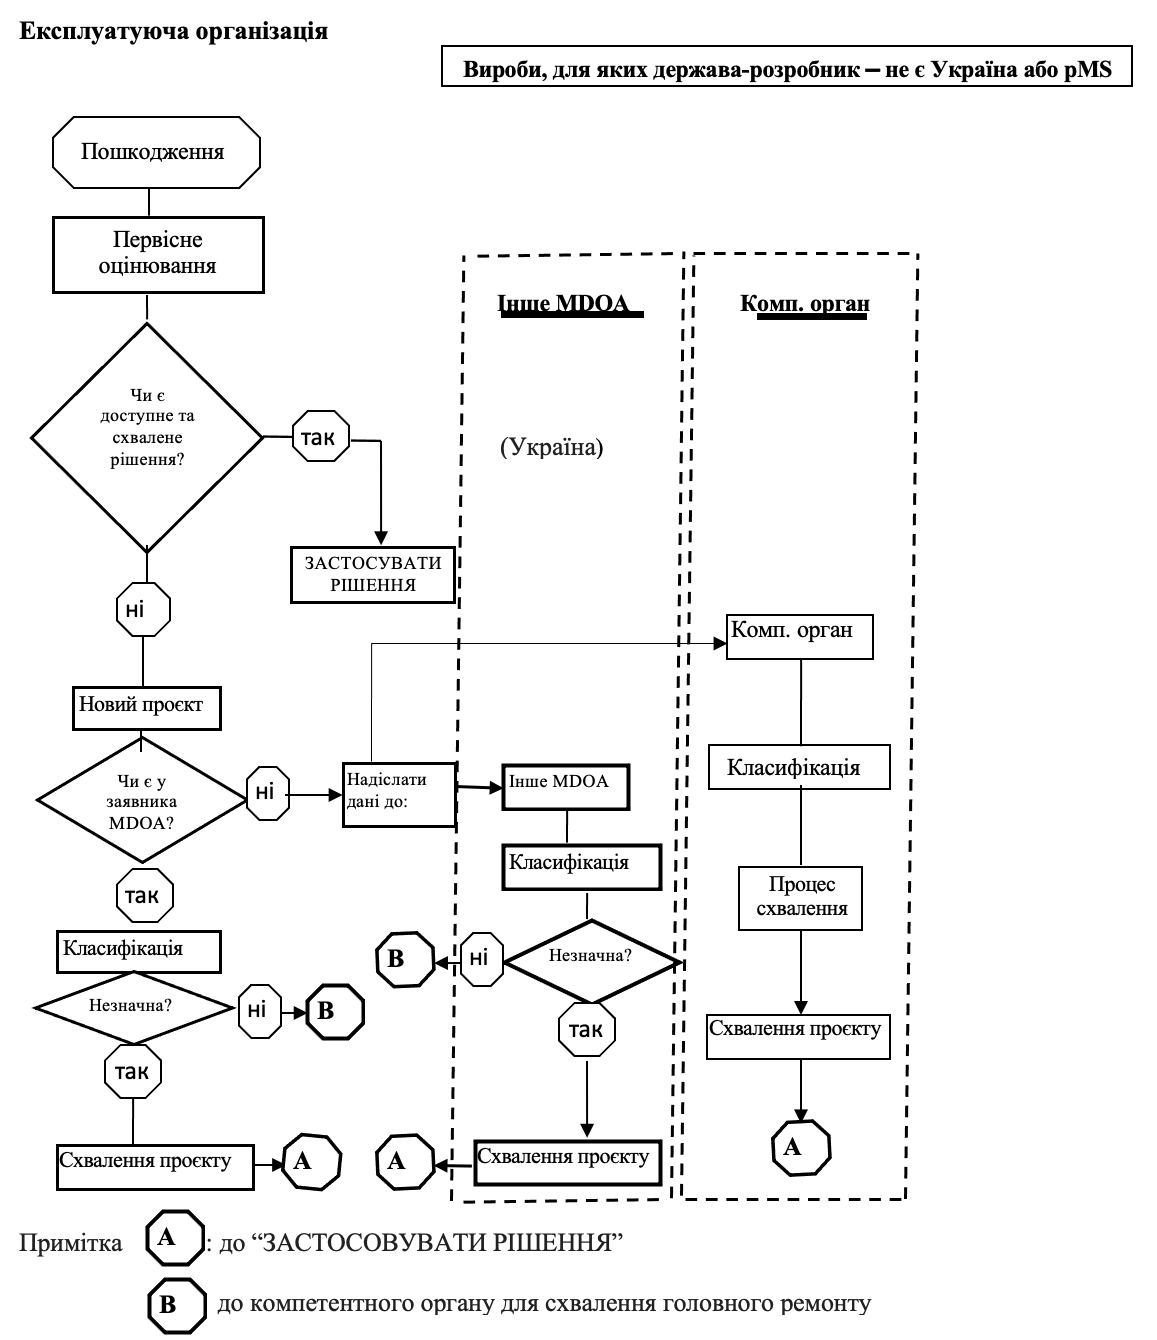 Експлуатуюча організація
Вироби, для яких держава-розробник – не є Україна або pMS
Пошкодження
Первісне
оцінювання
Чи є
доступне та
схвалене
рішення?
так
ЗАСТОСУВАТИ
РІШЕННЯ
ні
Новий проєкт
Чи є у
заявника
MDOA?
ні
Надіслати
дані до:
так
Класифікація
Незначна?
ні
В
так
Схвалення проєкту
А
Інше MDOA
(Україна)
Інше MDOA
Класифікація
Незначна?
ні
В
так
Схвалення проєкту
А
Комп. орган
Комп. орган
Класифікація
Процес
схвалення
Схвалення проєкту
А
Примітка А : до “ЗАСТОСОВУВАТИ РІШЕННЯ”
В до компетентного органу для схвалення головного ремонту